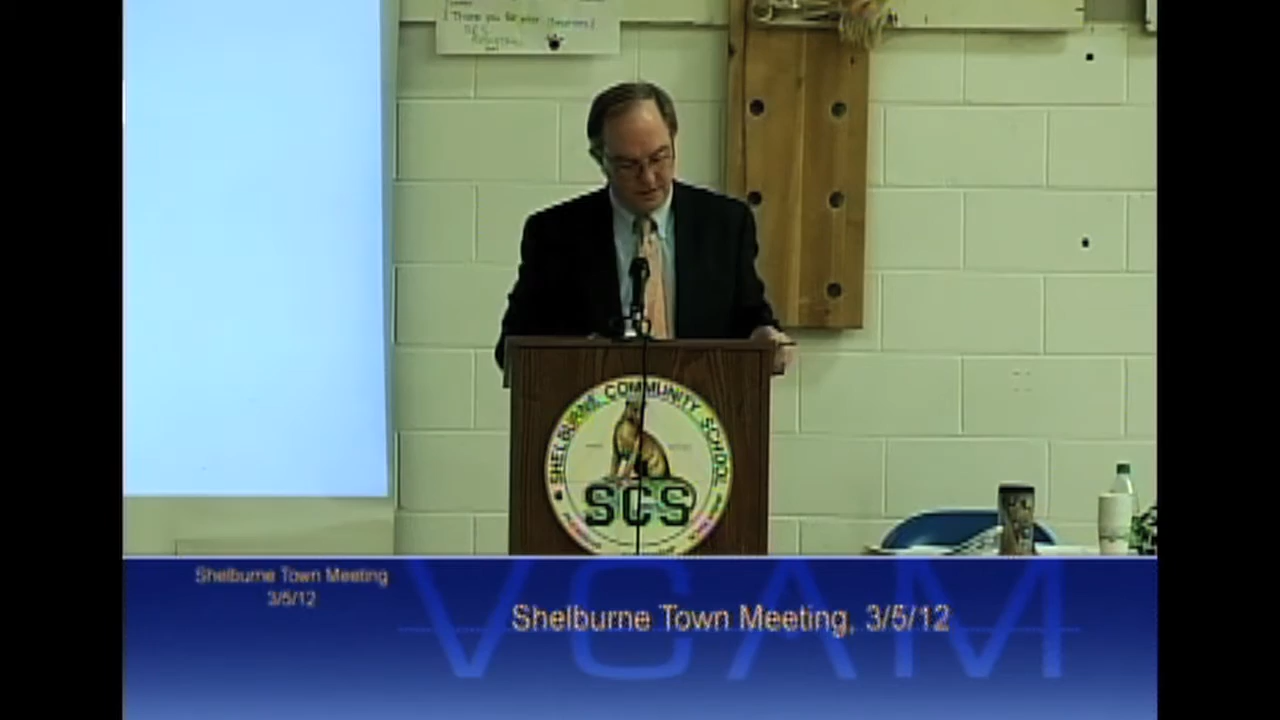 Thank you for your
SHELBURNE COMMUNITY SCHOOL
SCS
Shelburne Town Meeting
3/5/12
Shelburne Town Meeting, 3/5/12
VCAM